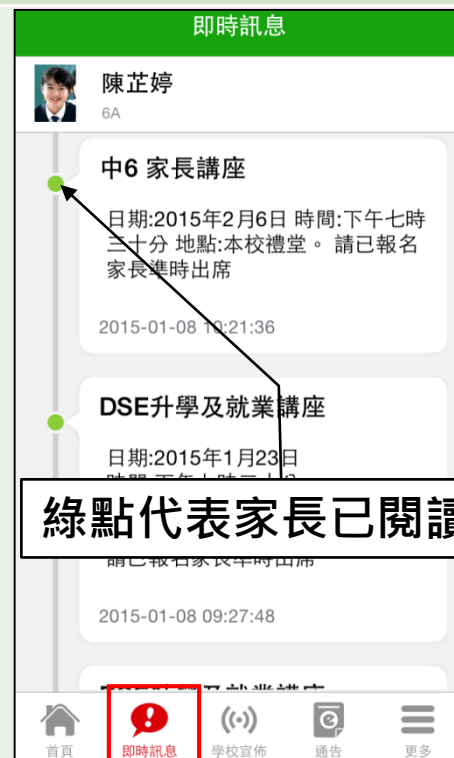 即時訊息
陳芷婷
6A
中6 家長講座
日期:2015年2月6日 時間:下午七時
三十分 地點:本校禮堂。 請已報名
家長準時出席
2015-01-08 10:21:36
DSE升學及就業講座
日期:2015年1月23日
綠點代表家長已閱讀
請已報名家長準時出席
2015-01-08 09:27:48
首頁
即時訊息
學校宣佈
通告
更多